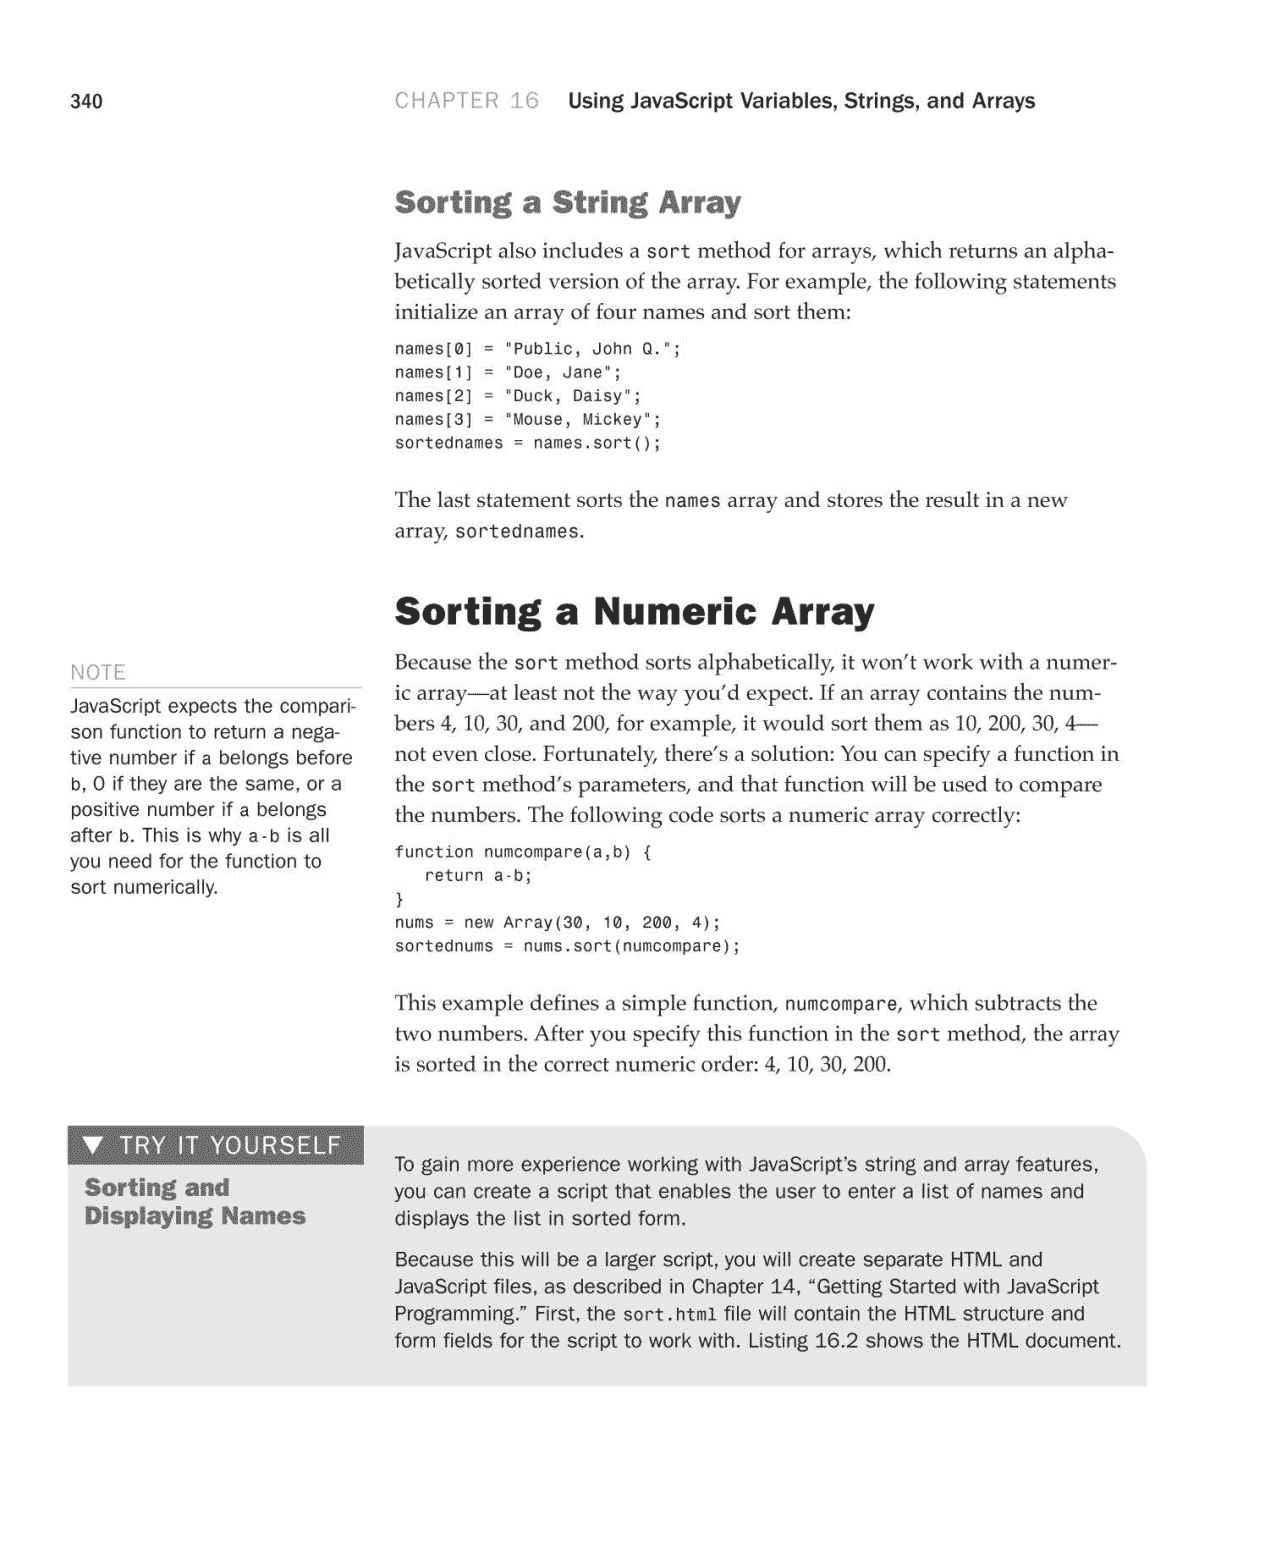 340
CHAPTER 16 Using JavaScript Variables, Strings, and Arrays
Sorting a String Array
JavaScript also includes a sort method for arrays, which returns an alpha-
betically sorted version of the array. For example, the following statements
initialize an array of four names and sort them:
names[0] = "Public, John Q.";
names[1] = "Doe, Jane";
names[2] = "Duck, Daisy";
names[3] = "Mouse, Mickey";
sortednames = names.sort();
The last statement sorts the names array and stores the result in a new
array, sortednames.
Sorting a Numeric Array
Because the sort method sorts alphabetically, it won't work with a numer-
ic array—at least not the way you'd expect. If an array contains the num-
bers 4, 10, 30, and 200, for example, it would sort them as 10, 200, 30, 4—
not even close. Fortunately, there's a solution: You can specify a function in
the sort method's parameters, and that function will be used to compare
the numbers. The following code sorts a numeric array correctly:
function numcompare(a,b) {
return a-b;
}
nums = new Array(30, 10, 200, 4);
sortednums = nums.sort(numcompare);
This example defines a simple function, numcompare, which subtracts the
two numbers. After you specify this function in the sort method, the array
is sorted in the correct numeric order: 4, 10, 30, 200.
NOTE
JavaScript expects the compari-
son function to return a nega-
tive number if a belongs before
b, 0 if they are the same, or a
positive number if a belongs
after b. This is why a-b is all
you need for the function to
sort numerically.
▼ TRY IT YOURSELF
Sorting and
Displaying Names
To gain more experience working with JavaScript's string and array features,
you can create a script that enables the user to enter a list of names and
displays the list in sorted form.
Because this will be a larger script, you will create separate HTML and
JavaScript files, as described in Chapter 14, "Getting Started with JavaScript
Programming." First, the sort.html file will contain the HTML structure and
form fields for the script to work with. Listing 16.2 shows the HTML document.